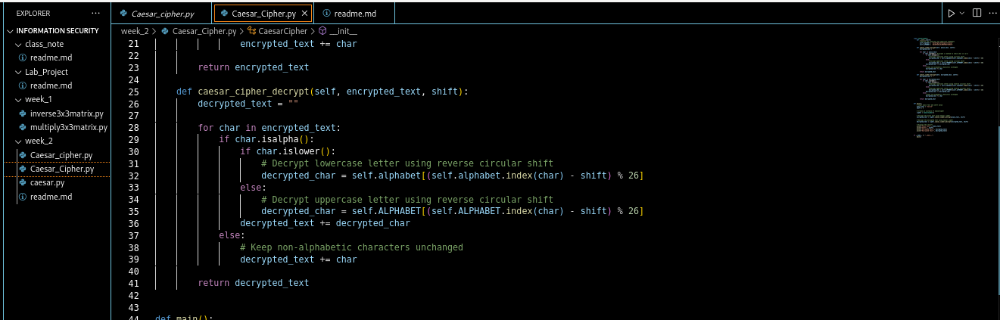 EXPLORER ···
INFORMATION SECURITY
class_note
readme.md
Lab_Project
readme.md
week_1
inverse3x3matrix.py
multiply3x3matrix.py
week_2
Caesar_cipher.py
Caesar_Cipher.py
caesar.py
readme.md
Caesar_cipher.py Caesar_Cipher.py readme.md
week_2 > Caesar_Cipher.py > CaesarCipher > __init__
21 encrypted_text += char
22
23 return encrypted_text
24
25 def caesar_cipher_decrypt(self, encrypted_text, shift):
26 decrypted_text = ""
27
28 for char in encrypted_text:
29 if char.isalpha():
30 if char.islower():
31 # Decrypt lowercase letter using reverse circular shift
32 decrypted_char = self.alphabet[(self.alphabet.index(char) - shift) % 26]
33 else:
34 # Decrypt uppercase letter using reverse circular shift
35 decrypted_char = self.ALPHABET[(self.ALPHABET.index(char) - shift) % 26]
36 decrypted_text += decrypted_char
37 else:
38 # Keep non-alphabetic characters unchanged
39 decrypted_text += char
40
41 return decrypted_text
42
43
44 def main():